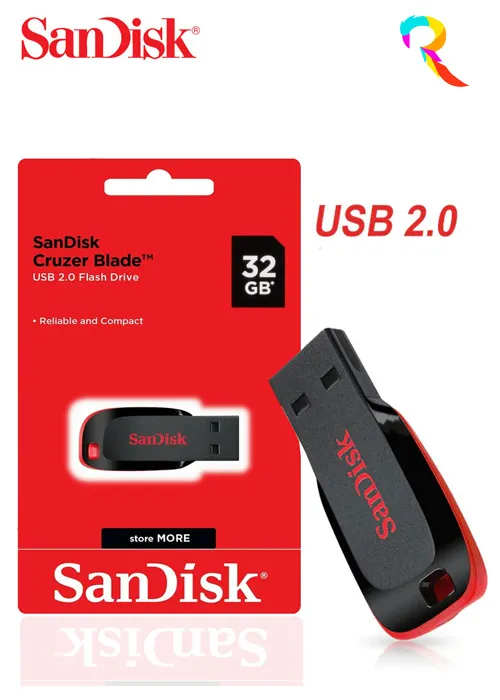 SanDisk®
R
SanDisk
Cruzer Blade™
USB 2.0 Flash Drive
32
GB*
• Reliable and Compact
SanDisk
store MORE
SanDisk®
USB 2.0
SanDisk